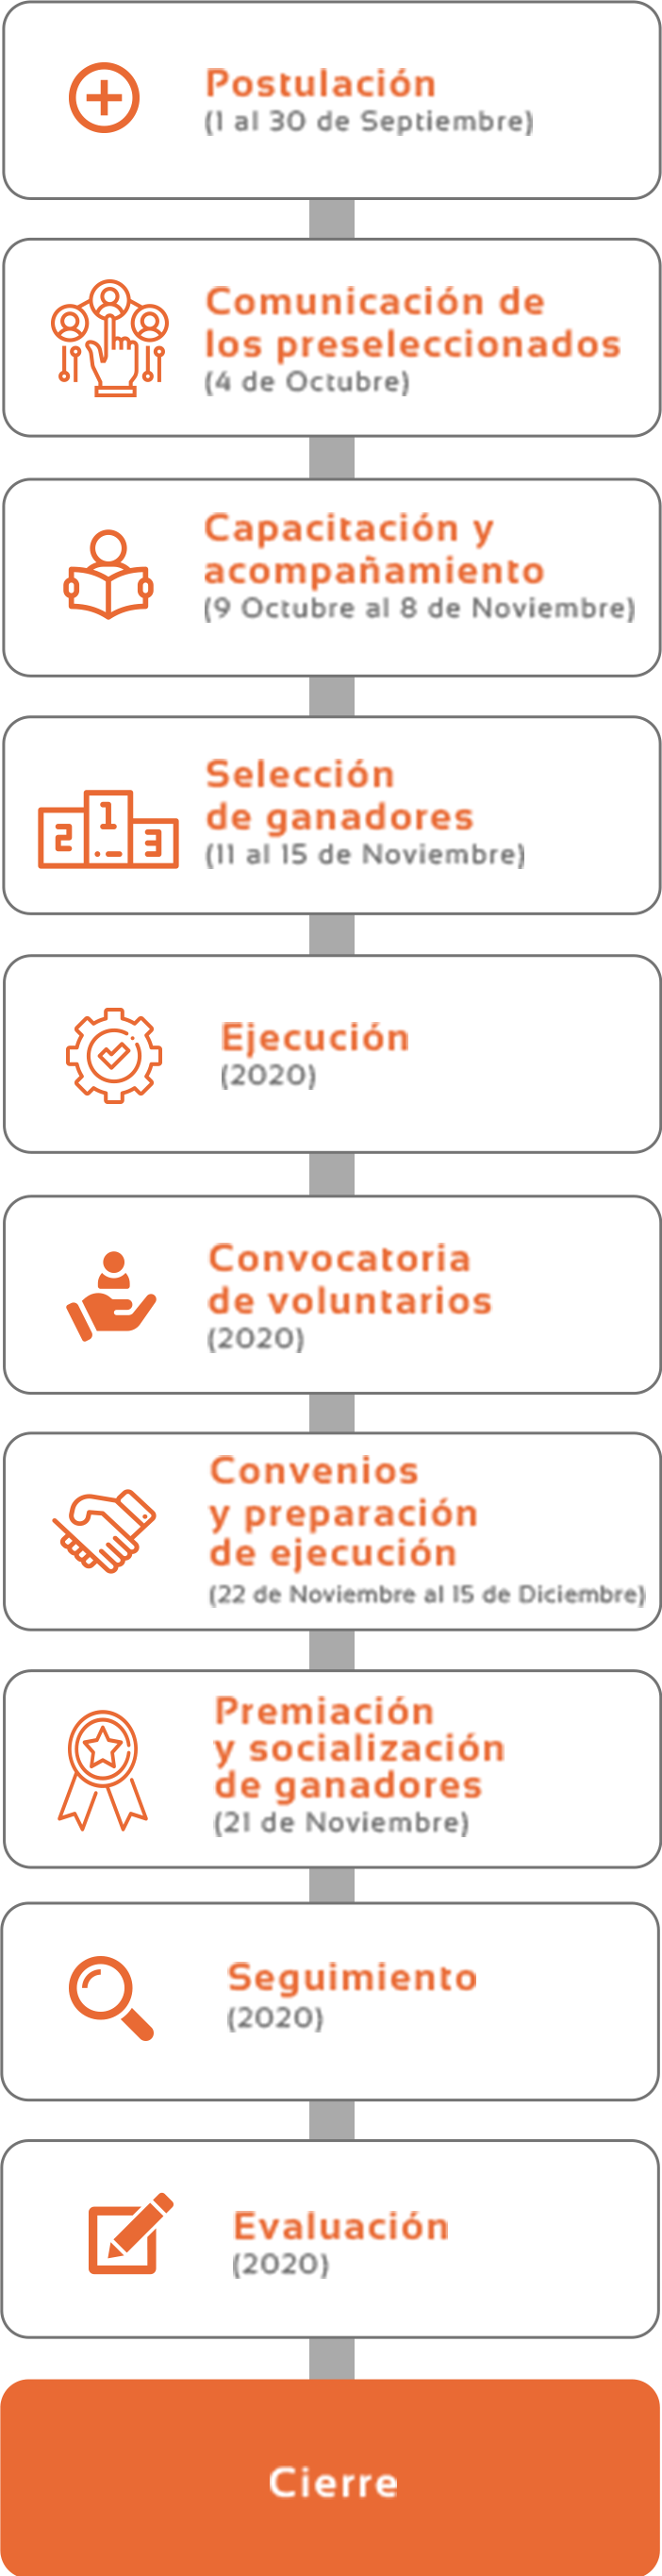 Postulación
(1 al 30 de Septiembre)
Comunicación de
los preseleccionados
(4 de Octubre)
Capacitación y
acompañamiento
(9 Octubre al 8 de Noviembre)
2 1 3
Selección
de ganadores
(11 al 15 de Noviembre)
Ejecución
(2020)
Convocatoria
de voluntarios
(2020)
Convenios
y preparación
de ejecución
(22 de Noviembre al 15 de Diciembre)
Premiación
y socialización
de ganadores
(21 de Noviembre)
Seguimiento
(2020)
Evaluación
(2020)
Cierre